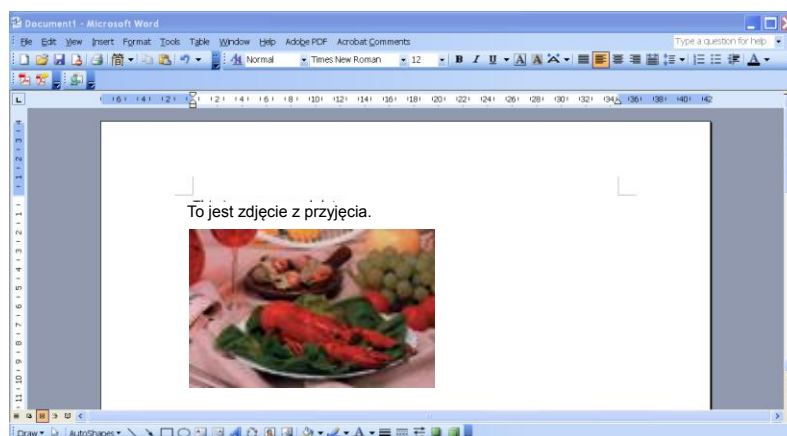 Document1 - Microsoft Word
File Edit View Insert Format Tools Table Window Help Adobe PDF Acrobat Comments
Type a question for help
Normal Times New Roman 12 B I U A A A A
L
To jest zdjęcie z przyjęcia.
Draw AutoShapes A